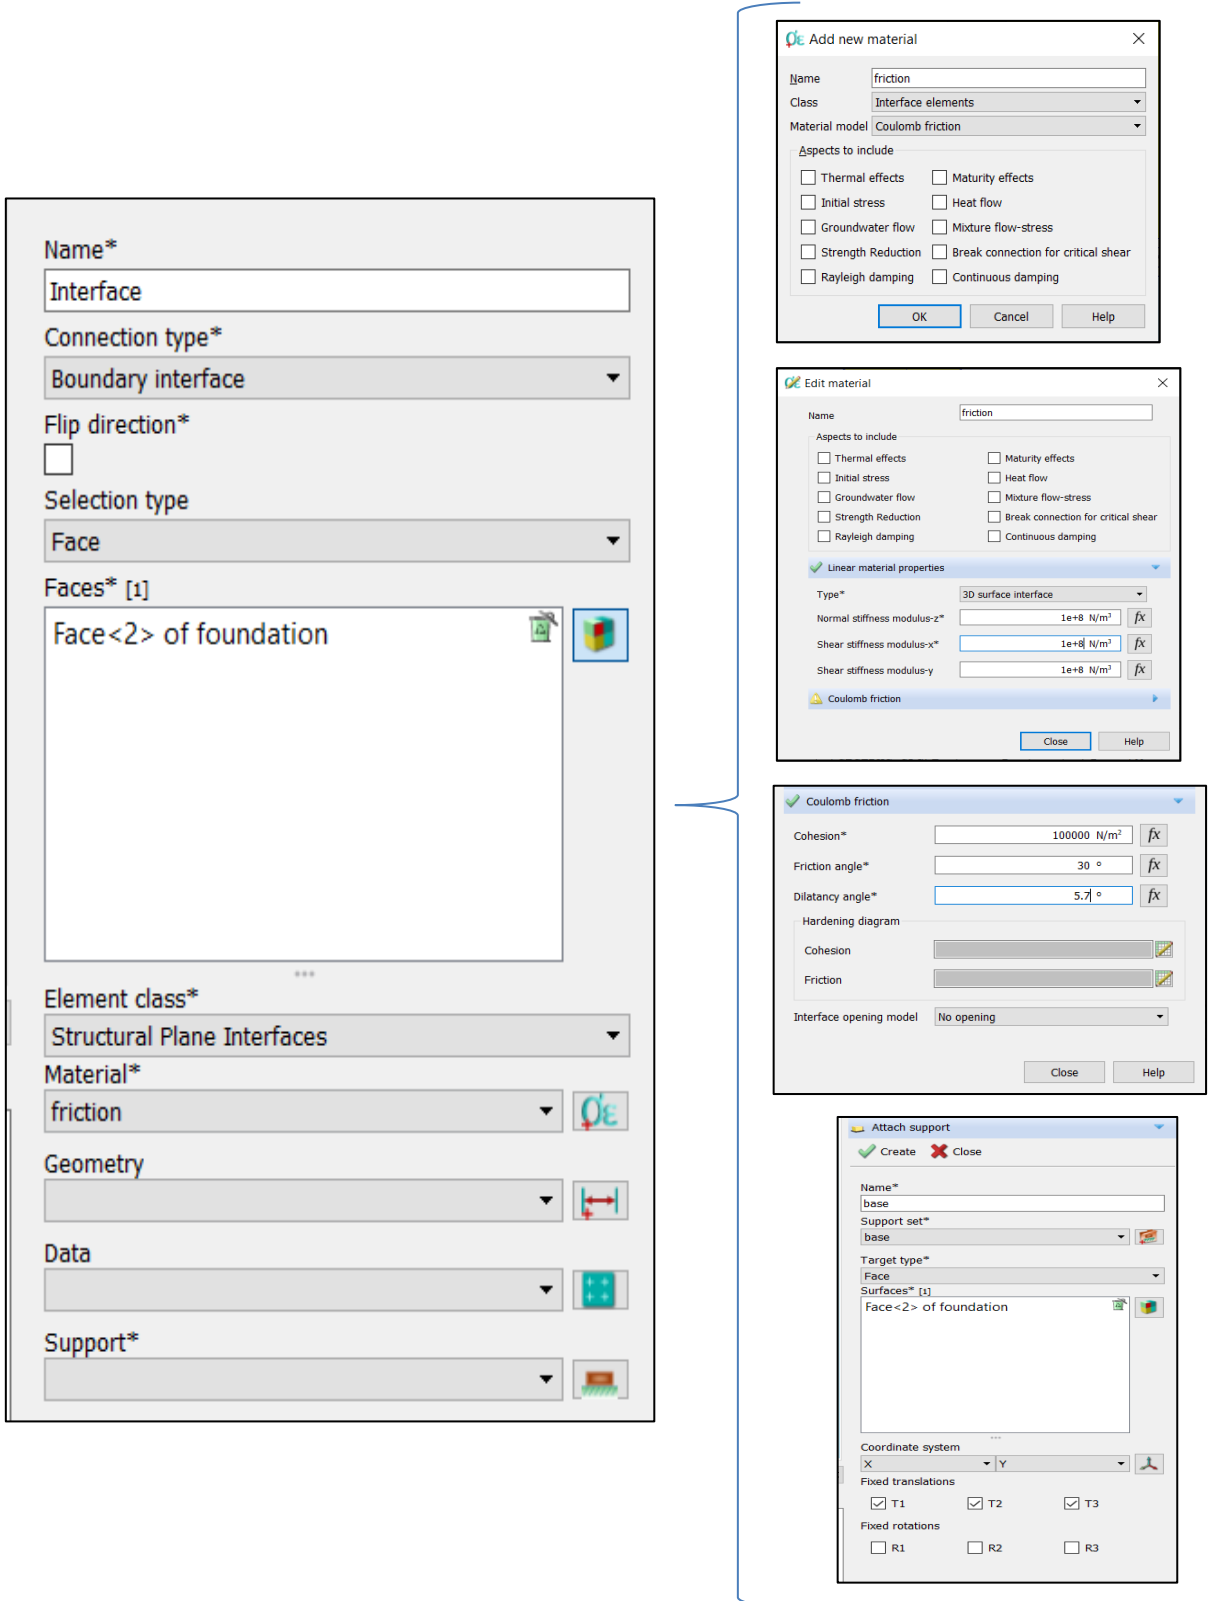 Name*
Interface
Connection type*
Boundary interface
Flip direction*
Selection type
Face
Faces* [1]
Face<2> of foundation
Element class*
Structural Plane Interfaces
Material*
friction
Geometry
Data
Support*
Add new material
Name friction
Class Interface elements
Material model Coulomb friction
Aspects to include
Thermal effects Maturity effects
Initial stress Heat flow
Groundwater flow Mixture flow-stress
Strength Reduction Break connection for critical shear
Rayleigh damping Continuous damping
OK Cancel Help
Edit material
Name friction
Aspects to include
Thermal effects Maturity effects
Initial stress Heat flow
Groundwater flow Mixture flow-stress
Strength Reduction Break connection for critical shear
Rayleigh damping Continuous damping
Linear material properties
Type* 3D surface interface
Normal stiffness modulus-z* 1e+8 N/m³ fx
Shear stiffness modulus-x* 1e+8 N/m³ fx
Shear stiffness modulus-y 1e+8 N/m³ fx
Coulomb friction
Close Help
Coulomb friction
Cohesion* 100000 N/m² fx
Friction angle* 30 ° fx
Dilatancy angle* 5.7 ° fx
Hardening diagram
Cohesion
Friction
Interface opening model No opening
Close Help
Attach support
Create Close
Name*
base
Support set*
base
Target type*
Face
Surfaces* [1]
Face<2> of foundation
Coordinate system
X Y
Fixed translations
T1 T2 T3
Fixed rotations
R1 R2 R3